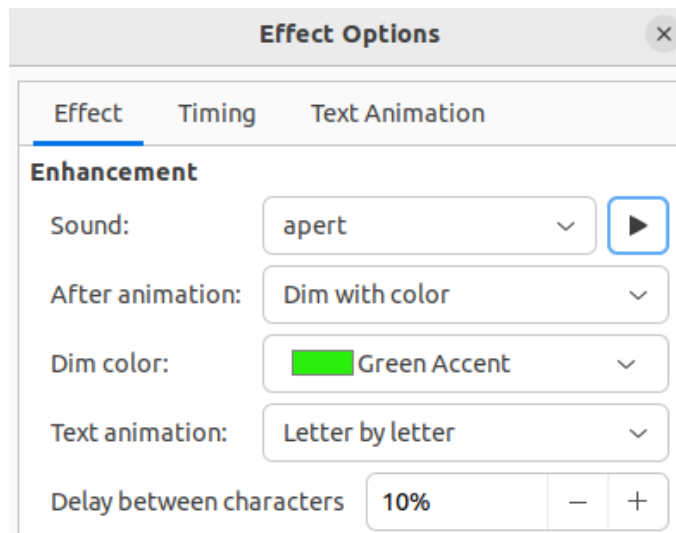 Effect Options
Effect Timing Text Animation
Enhancement
Sound: apert
After animation: Dim with color
Dim color: Green Accent
Text animation: Letter by letter
Delay between characters 10%